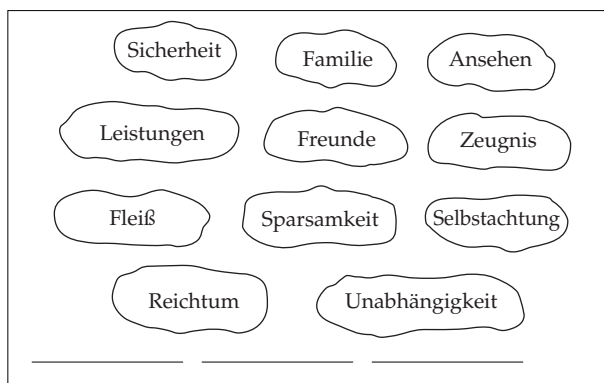 Sicherheit Familie Ansehen
Leistungen Freunde Zeugnis
Fleiß Sparsamkeit Selbstachtung
Reichtum Unabhängigkeit